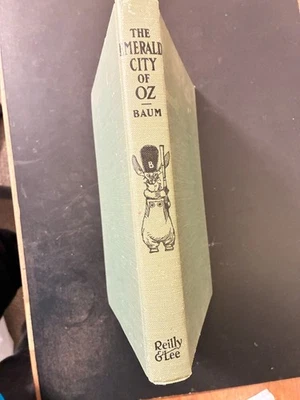 THE
EMERALD
CITY
OF
OZ
BAUM
B
Reilly
& Lee